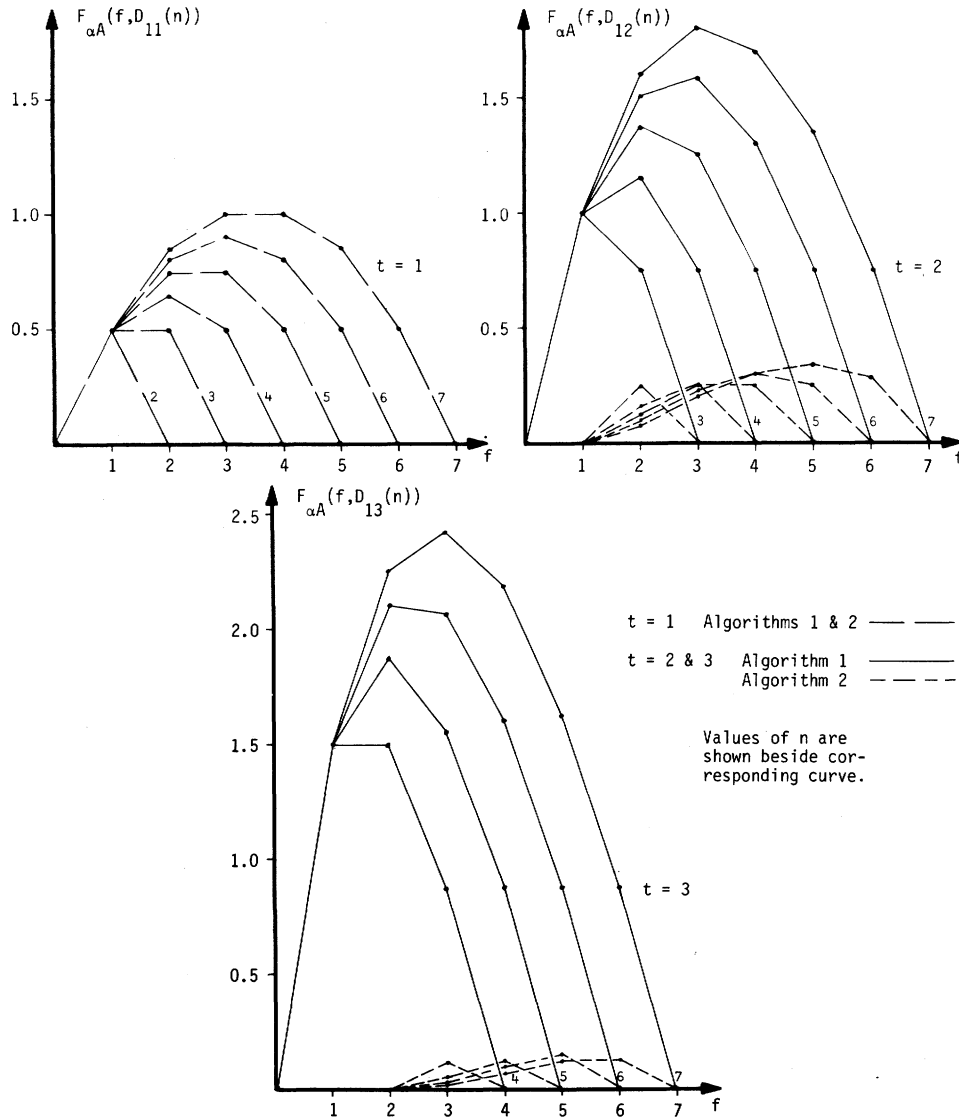 F_αA(f,D_11(n))
1.5
1.0
0.5
t = 1
2 3 4 5 6 7
1 2 3 4 5 6 7 f
F_αA(f,D_12(n))
1.5
1.0
0.5
t = 2
3 4 5 6 7
1 2 3 4 5 6 7 f
F_αA(f,D_13(n))
2.5
2.0
1.5
1.0
0.5
t = 3
4 5 6 7
1 2 3 4 5 6 7 f
t = 1 Algorithms 1 & 2
t = 2 & 3 Algorithm 1
Algorithm 2
Values of n are
shown beside cor-
responding curve.